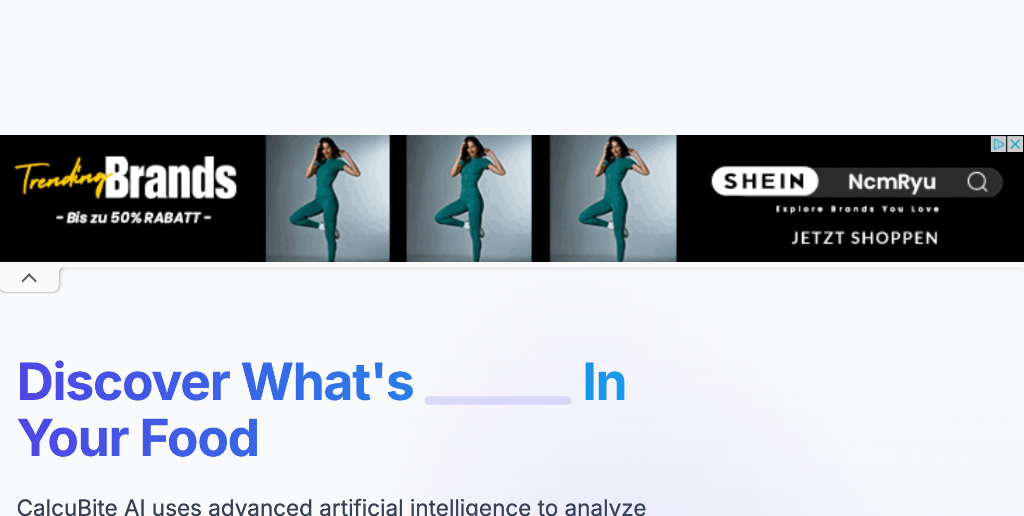 Trending Brands
- Bis zu 50% RABATT -
SHEIN NcmRyu
Explore Brands You Love
JETZT SHOPPEN
Discover What's In
Your Food
CalcuBite AI uses advanced artificial intelligence to analyze